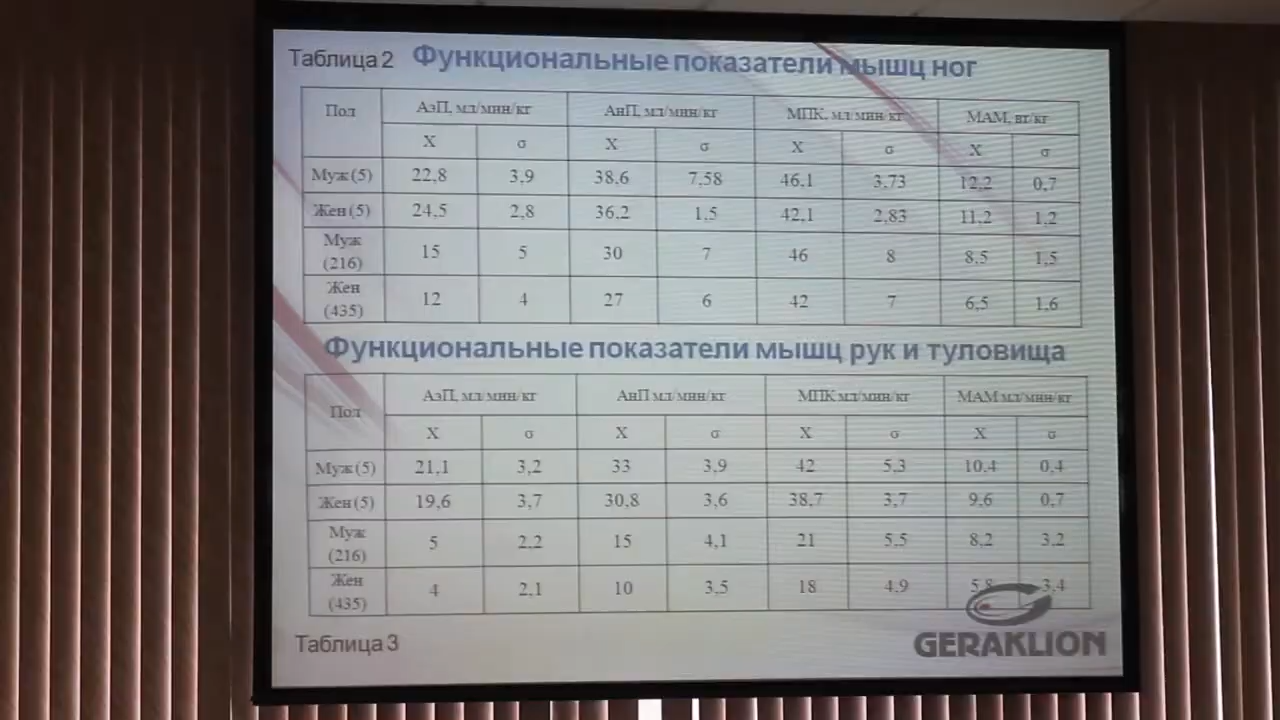 Таблица 2 Функциональные показатели мышц ног
Пол АэП, мл/мин/кг АнП, мл/мин/кг МПК, мл/мин/кг МАМ, вт/кг
X σ X σ X σ X σ
Муж (5) 22,8 3,9 38,6 7,58 46,1 3,73 12,2 0,7
Жен (5) 24,5 2,8 36,2 1,5 42,1 2,83 11,2 1,2
Муж
(216) 15 5 30 7 46 8 8,5 1,5
Жен
(435) 12 4 27 6 42 7 6,5 1,6
Функциональные показатели мышц рук и туловища
Пол АэП, мл/мин/кг АнП мл/мин/кг МПК мл/мин/кг МАМ мл/мин/кг
X σ X σ X σ X σ
Муж (5) 21,1 3,2 33 3,9 42 5,3 10,4 0,4
Жен (5) 19,6 3,7 30,8 3,6 38,7 3,7 9,6 0,7
Муж
(216) 5 2,2 15 4,1 21 5,5 8,2 3,2
Жен
(435) 4 2,1 10 3,5 18 4,9 5,8 3,4
Таблица 3
GERAKLION